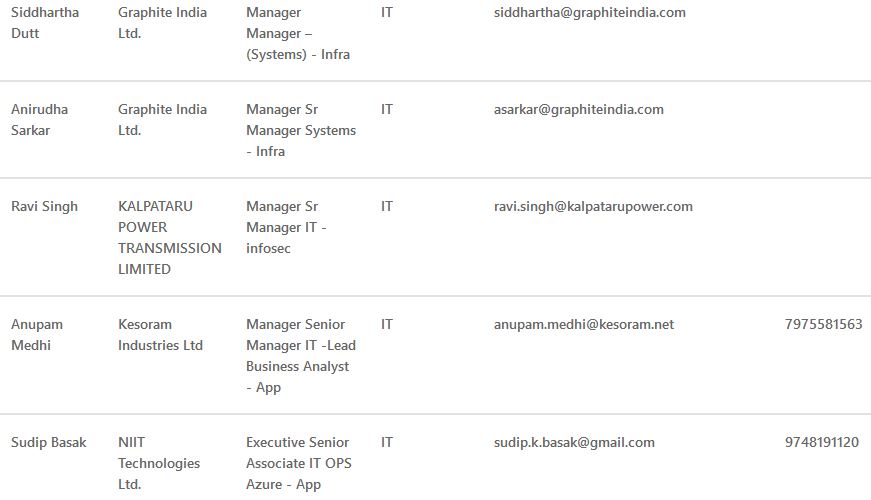 Siddhartha Graphite India Manager IT siddhartha@graphiteindia.com
Dutt Ltd. Manager –
(Systems) - Infra
Anirudha Graphite India Manager Sr IT asarkar@graphiteindia.com
Sarkar Ltd. Manager Systems
- Infra
Ravi Singh KALPATARU Manager Sr IT ravi.singh@kalpatarupower.com
POWER Manager IT -
TRANSMISSION infosec
LIMITED
Anupam Kesoram Manager Senior IT anupam.medhi@kesoram.net 7975581563
Medhi Industries Ltd Manager IT -Lead
Business Analyst
- App
Sudip Basak NIIT Executive Senior IT sudip.k.basak@gmail.com 9748191120
Technologies Associate IT OPS
Ltd. Azure - App